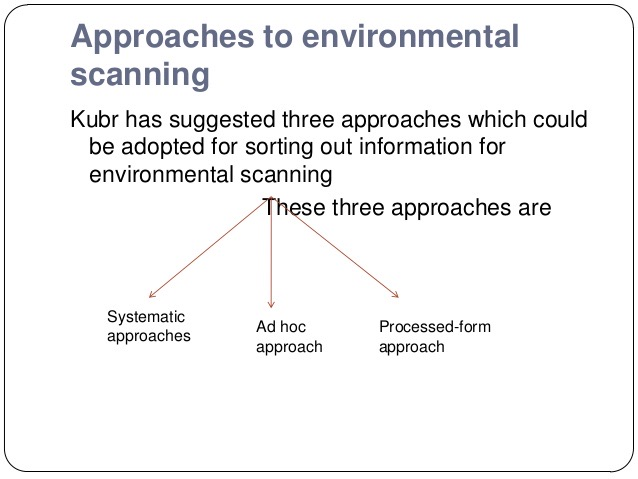 Approaches to environmental
scanning
Kubr has suggested three approaches which could
be adopted for sorting out information for
environmental scanning
These three approaches are
Systematic
approaches
Ad hoc
approach
Processed-form
approach